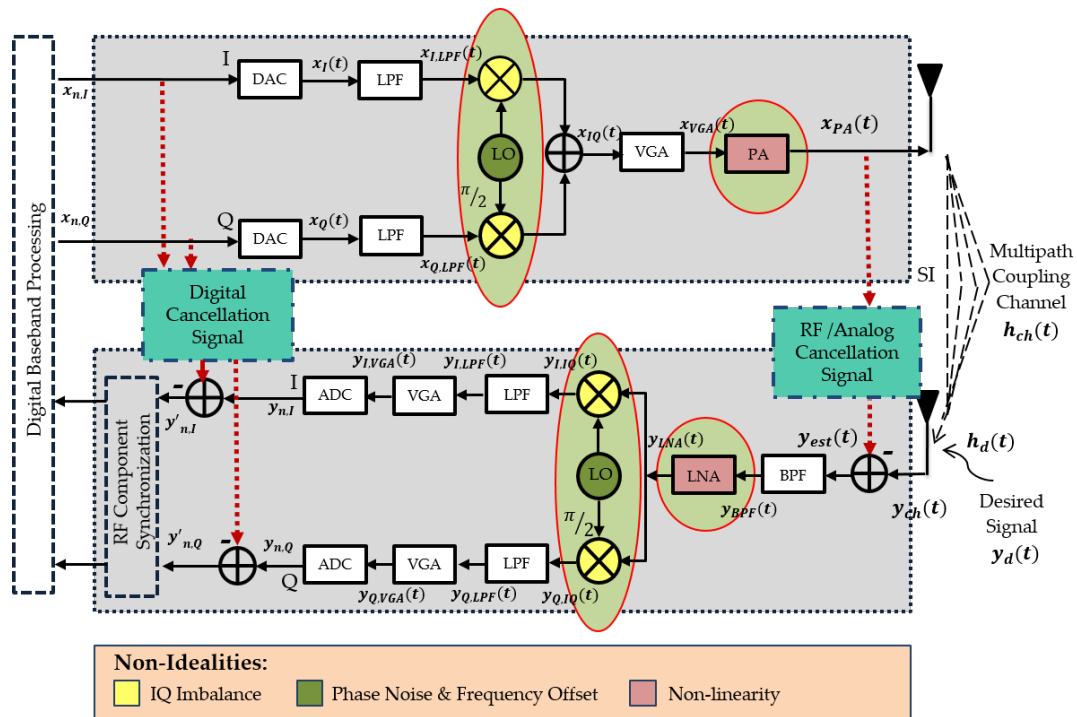 Digital Baseband Processing
x_{n,I}
I
DAC
x_I(t)
LPF
x_{I,LPF}(t)
LO
π/2
x_{IQ}(t)
VGA
x_{VGA}(t)
PA
x_{PA}(t)
x_{n,Q}
Q
DAC
x_Q(t)
LPF
x_{Q,LPF}(t)
SI
Multipath
Coupling
Channel
h_{ch}(t)
Digital
Cancellation
Signal
RF /Analog
Cancellation
Signal
RF Component
Synchronization
-
y'_{n,I}
I
y_{n,I}
ADC
y_{I,VGA}(t)
VGA
y_{I,LPF}(t)
LPF
y_{I,IQ}(t)
LO
π/2
y_{LNA}(t)
LNA
y_{BPF}(t)
BPF
y_{est}(t)
-
y_{ch}(t)
h_d(t)
Desired
Signal
y_d(t)
-
y'_{n,Q}
y_{n,Q}
Q
ADC
y_{Q,VGA}(t)
VGA
y_{Q,LPF}(t)
LPF
y_{Q,IQ}(t)
Non-Idealities:
IQ Imbalance
Phase Noise & Frequency Offset
Non-linearity